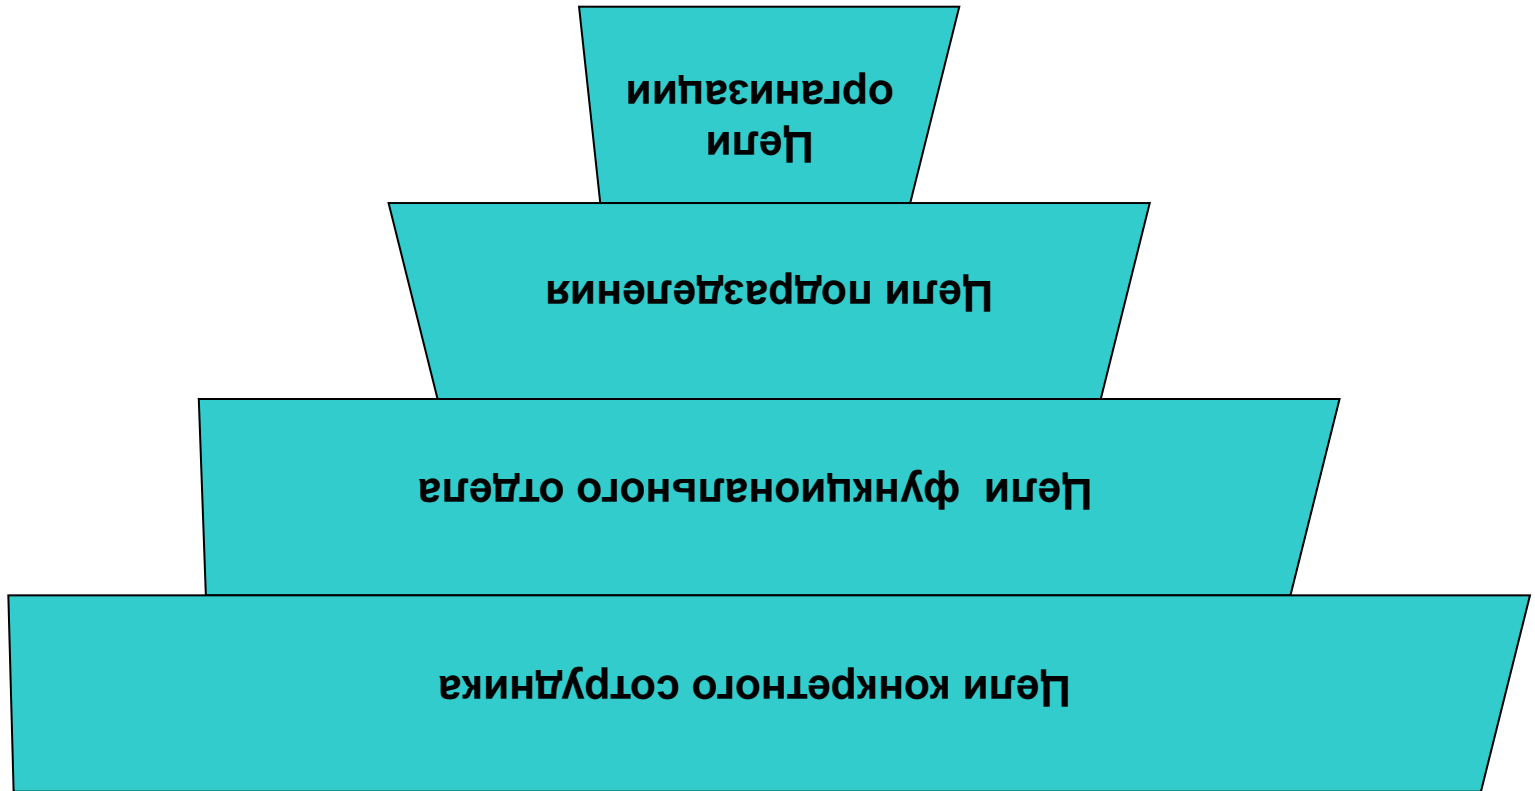 Цели
организации
Цели подразделения
Цели функционального отдела
Цели конкретного сотрудника